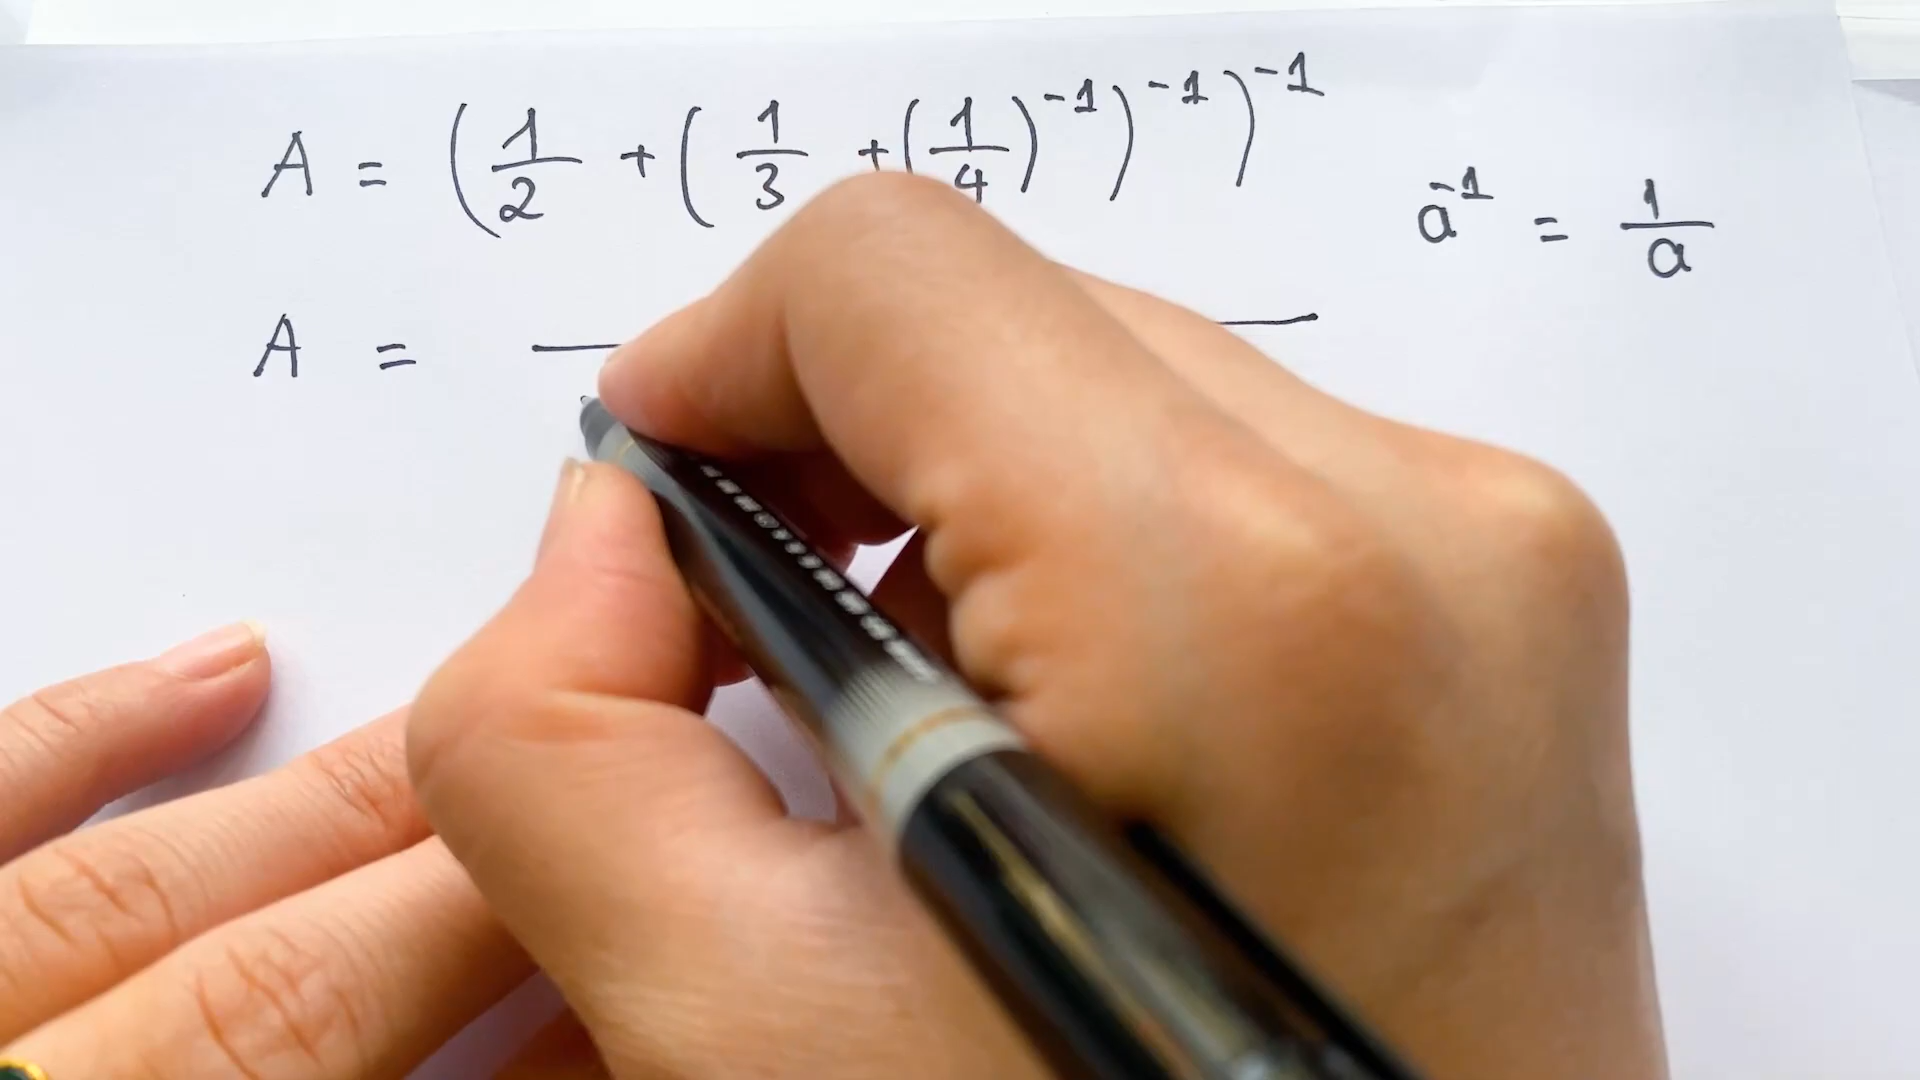 A = (1/2 + (1/3 + (1/4)^-1)^-1)^-1
a^-1 = 1/a
A =